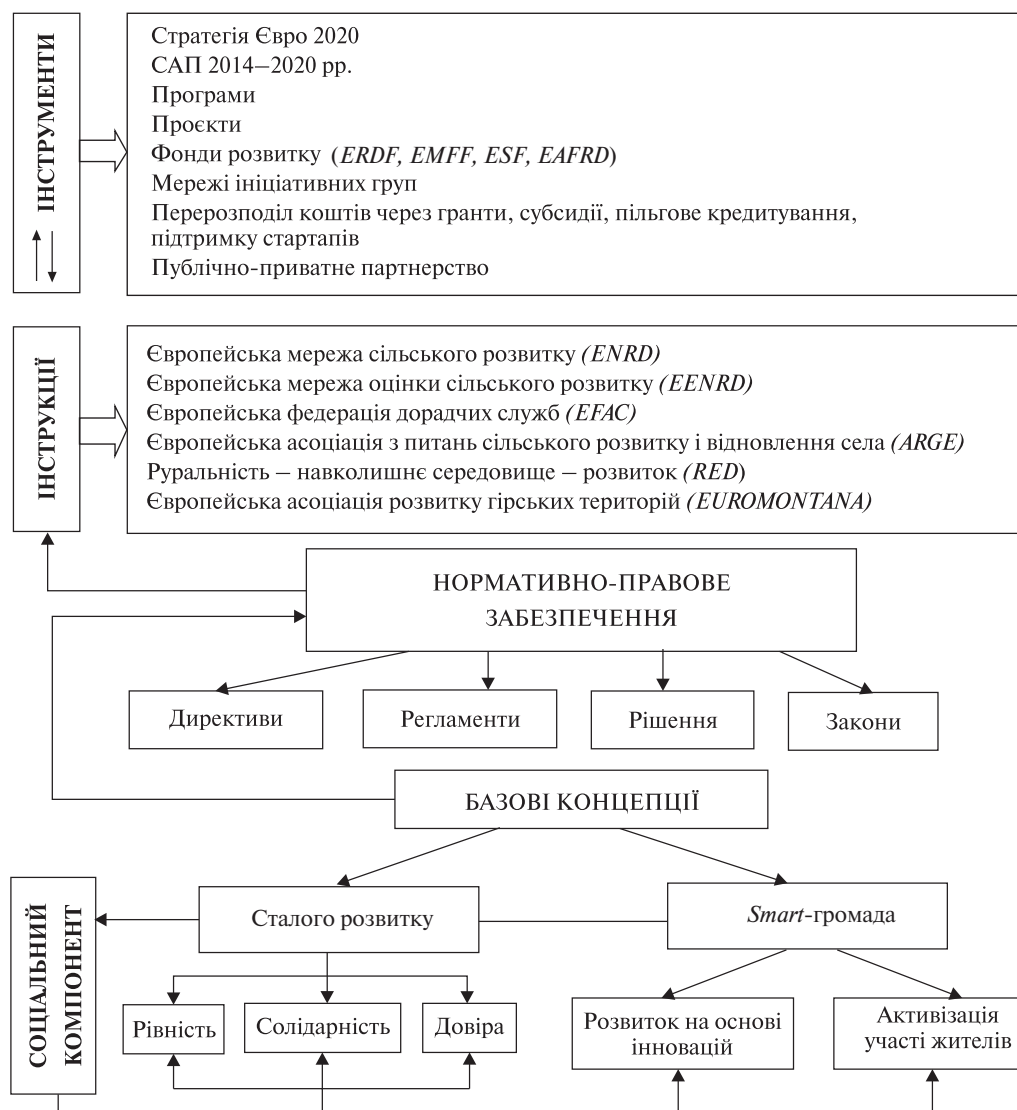 ІНСТРУМЕНТИ
Стратегія Євро 2020
САП 2014–2020 рр.
Програми
Проєкти
Фонди розвитку (ERDF, EMFF, ESF, EAFRD)
Мережі ініціативних груп
Перерозподіл коштів через гранти, субсидії, пільгове кредитування,
підтримку стартапів
Публічно-приватне партнерство
ІНСТРУКЦІЇ
Європейська мережа сільського розвитку (ENRD)
Європейська мережа оцінки сільського розвитку (EENRD)
Європейська федерація дорадчих служб (EFAC)
Європейська асоціація з питань сільського розвитку і відновлення села (ARGE)
Руральність – навколишнє середовище – розвиток (RED)
Європейська асоціація розвитку гірських територій (EUROMONTANA)
НОРМАТИВНО-ПРАВОВЕ
ЗАБЕЗПЕЧЕННЯ
Директиви
Регламенти
Рішення
Закони
БАЗОВІ КОНЦЕПЦІЇ
СОЦІАЛЬНИЙ
КОМПОНЕНТ
Сталого розвитку
Smart-громада
Рівність
Солідарність
Довіра
Розвиток на основі
інновацій
Активізація
участі жителів